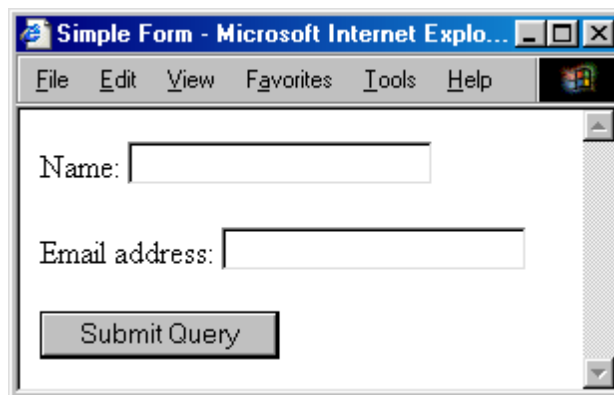 Simple Form - Microsoft Internet Explo...
File Edit View Favorites Tools Help
Name:
Email address:
Submit Query